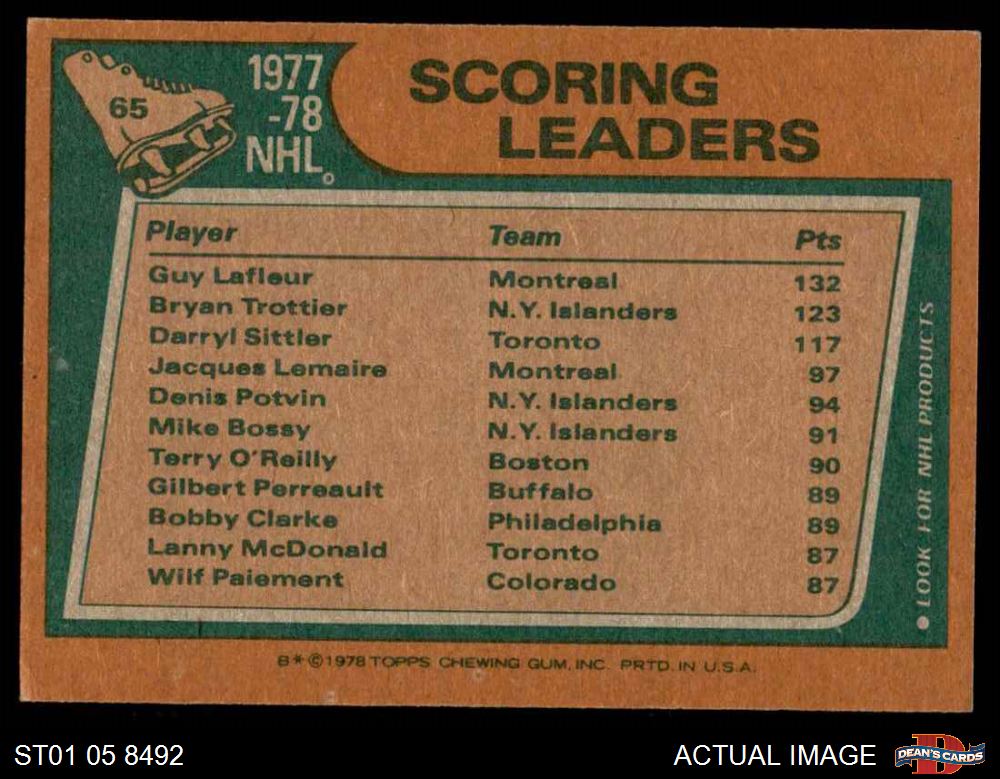 65
1977
-78
NHL
SCORING
LEADERS
Player Team Pts
Guy Lafleur Montreal 132
Bryan Trottier N.Y. Islanders 123
Darryl Sittler Toronto 117
Jacques Lemaire Montreal 97
Denis Potvin N.Y. Islanders 94
Mike Bossy N.Y. Islanders 91
Terry O'Reilly Boston 90
Gilbert Perreault Buffalo 89
Bobby Clarke Philadelphia 89
Lanny McDonald Toronto 87
Wilf Paiement Colorado 87
● LOOK FOR NHL PRODUCTS
B*©1978 TOPPS CHEWING GUM, INC. PRTD. IN U.S.A.
ST01 05 8492
ACTUAL IMAGE
D
DEAN'S CARDS